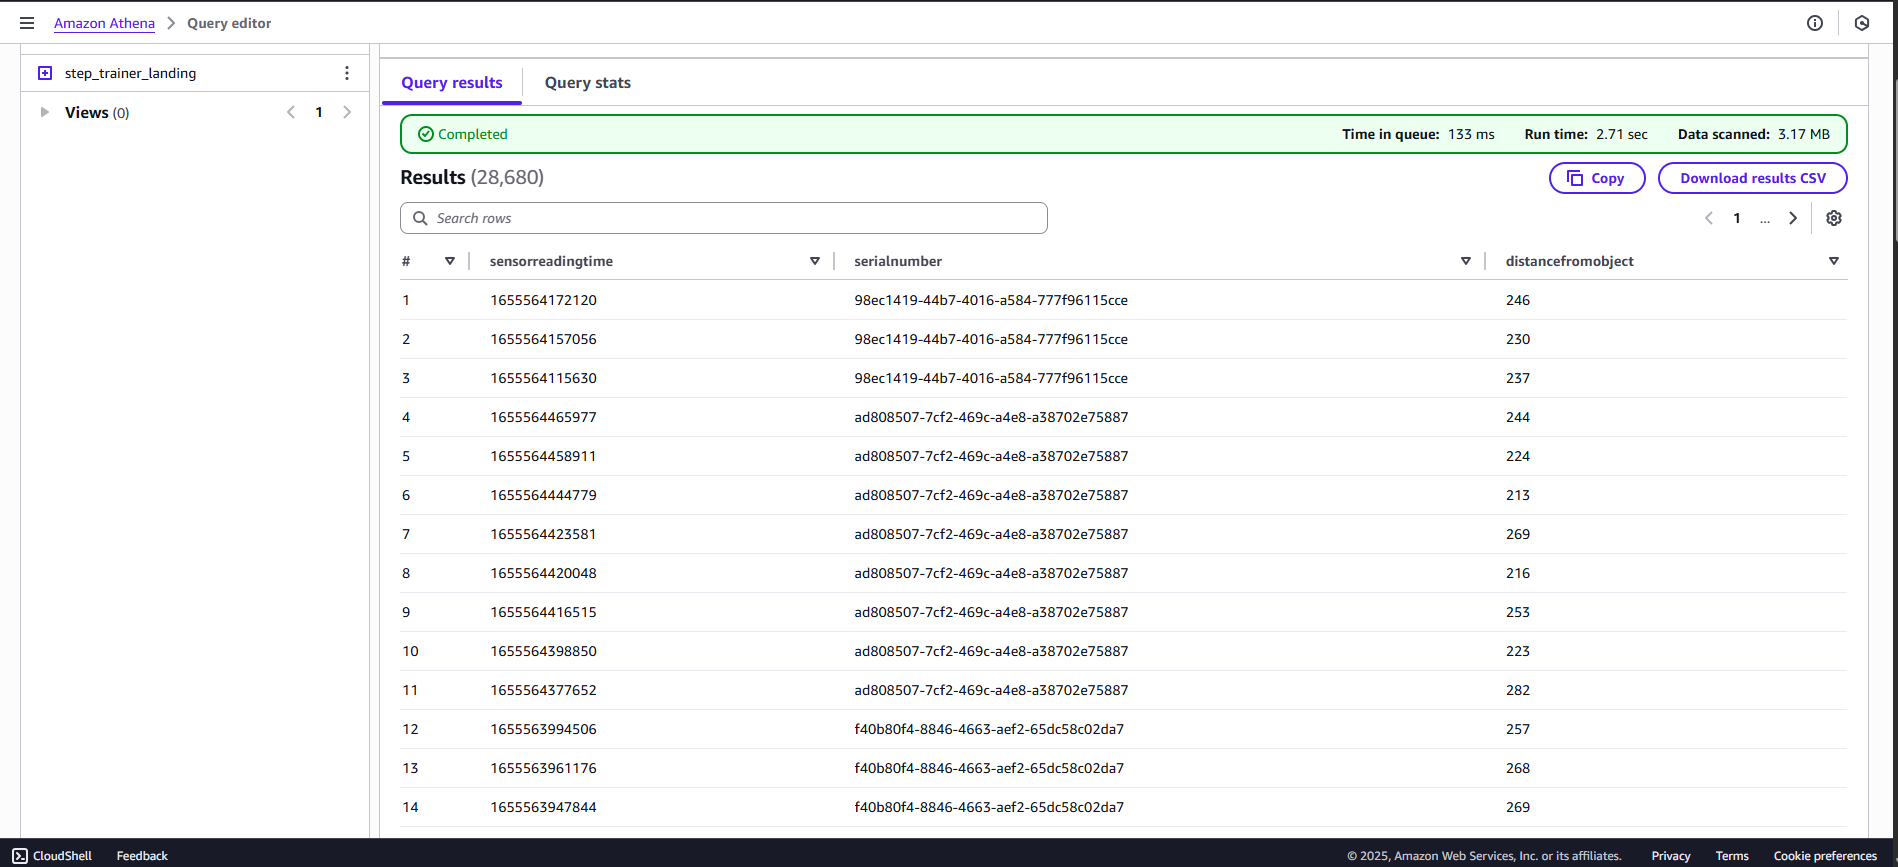 Amazon Athena > Query editor
step_trainer_landing
Views (0) 1
Query results Query stats
Completed Time in queue: 133 ms Run time: 2.71 sec Data scanned: 3.17 MB
Results (28,680) Copy Download results CSV
Search rows 1 ...
# sensorreadingtime serialnumber distancefromobject
1 1655564172120 98ec1419-44b7-4016-a584-777f96115cce 246
2 1655564157056 98ec1419-44b7-4016-a584-777f96115cce 230
3 1655564115630 98ec1419-44b7-4016-a584-777f96115cce 237
4 1655564465977 ad808507-7cf2-469c-a4e8-a38702e75887 244
5 1655564458911 ad808507-7cf2-469c-a4e8-a38702e75887 224
6 1655564444779 ad808507-7cf2-469c-a4e8-a38702e75887 213
7 1655564423581 ad808507-7cf2-469c-a4e8-a38702e75887 269
8 1655564420048 ad808507-7cf2-469c-a4e8-a38702e75887 216
9 1655564416515 ad808507-7cf2-469c-a4e8-a38702e75887 253
10 1655564398850 ad808507-7cf2-469c-a4e8-a38702e75887 223
11 1655564377652 ad808507-7cf2-469c-a4e8-a38702e75887 282
12 1655563994506 f40b80f4-8846-4663-aef2-65dc58c02da7 257
13 1655563961176 f40b80f4-8846-4663-aef2-65dc58c02da7 268
14 1655563947844 f40b80f4-8846-4663-aef2-65dc58c02da7 269
CloudShell Feedback © 2025, Amazon Web Services, Inc. or its affiliates. Privacy Terms Cookie preferences